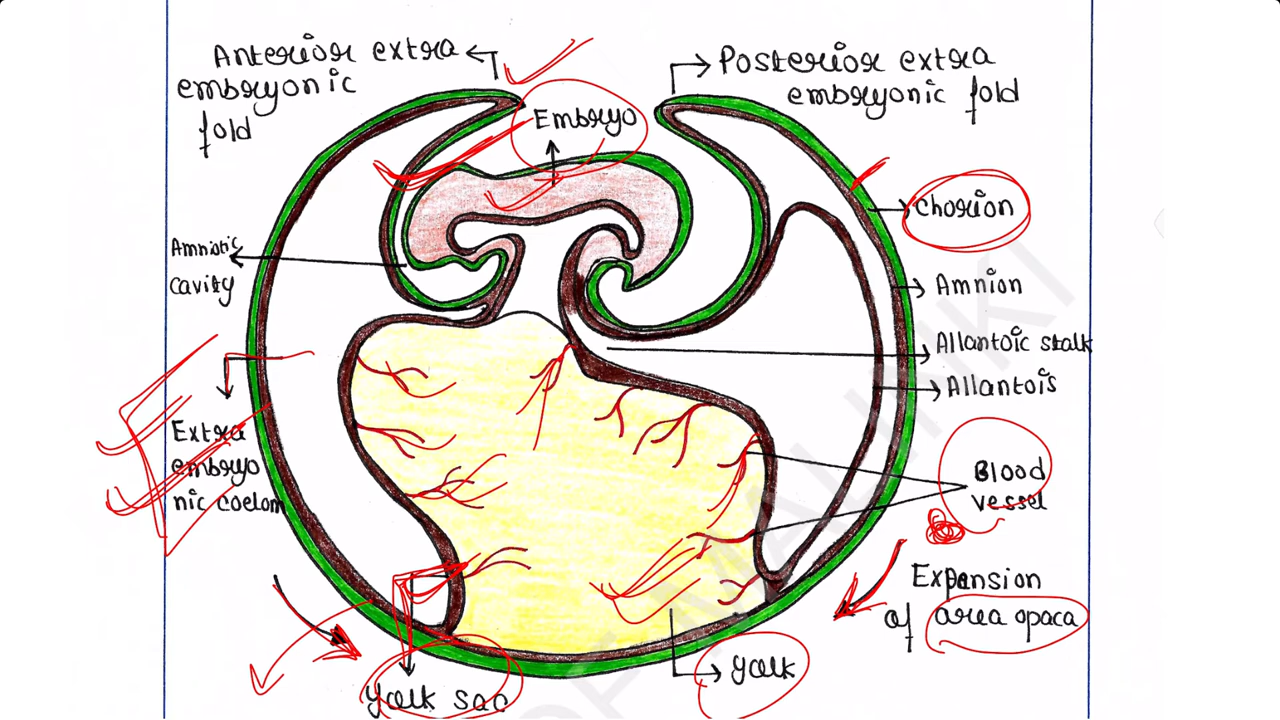 Anterior extra
embryonic
fold
Posterior extra
embryonic fold
Embryo
Chorion
Amniotic
cavity
Amnion
Allantoic stalk
Allantois
Extra
embryo
nic coelom
Blood
vessel
Expansion
of area opaca
Yolk
Yolk sac